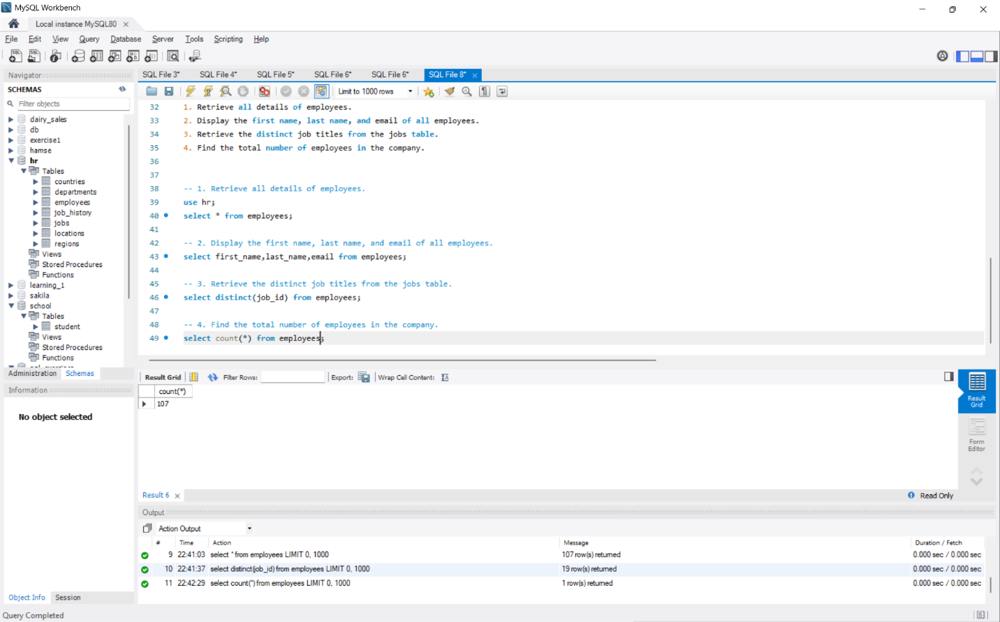 MySQL Workbench
Local instance MySQL80
File Edit View Query Database Server Tools Scripting Help
Navigator
SCHEMAS
Filter objects
dairy_sales
db
exercise1
hamse
hr
Tables
countries
departments
employees
job_history
jobs
locations
regions
Views
Stored Procedures
Functions
learning_1
sakila
school
Tables
student
Views
Stored Procedures
Functions
Administration Schemas
Information
No object selected
Object Info Session
SQL File 3* SQL File 4* SQL File 5* SQL File 6* SQL File 6* SQL File 8*
Limit to 1000 rows
32 1. Retrieve all details of employees.
33 2. Display the first name, last name, and email of all employees.
34 3. Retrieve the distinct job titles from the jobs table.
35 4. Find the total number of employees in the company.
36
37
38 -- 1. Retrieve all details of employees.
39 use hr;
40 select * from employees;
41
42 -- 2. Display the first name, last name, and email of all employees.
43 select first_name,last_name,email from employees;
44
45 -- 3. Retrieve the distinct job titles from the jobs table.
46 select distinct(job_id) from employees;
47
48 -- 4. Find the total number of employees in the company.
49 select count(*) from employees;
Result Grid Filter Rows: Export: Wrap Cell Content:
count(*)
107
Result Grid
Form Editor
Result 6
Read Only
Output
Action Output
# Time Action Message Duration / Fetch
9 22:41:03 select * from employees LIMIT 0, 1000 107 row(s) returned 0.000 sec / 0.000 sec
10 22:41:37 select distinct(job_id) from employees LIMIT 0, 1000 19 row(s) returned 0.000 sec / 0.000 sec
11 22:42:29 select count(*) from employees LIMIT 0, 1000 1 row(s) returned 0.000 sec / 0.000 sec
Query Completed